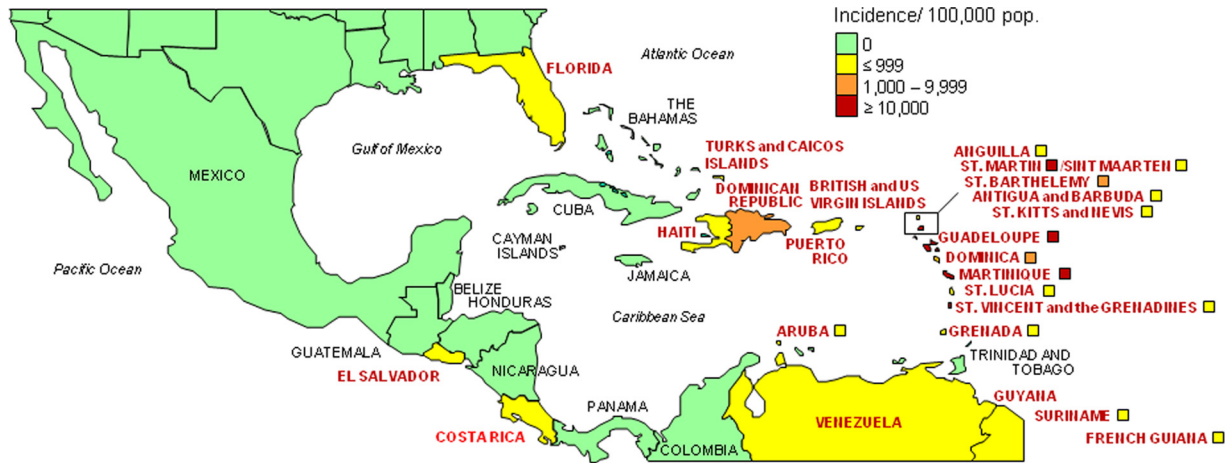 Incidence/ 100,000 pop.
0
≤ 999
1,000 – 9,999
≥ 10,000
Atlantic Ocean
FLORIDA
THE
BAHAMAS
Gulf of Mexico
MEXICO
TURKS and CAICOS
ISLANDS
DOMINICAN
REPUBLIC
BRITISH and US
VIRGIN ISLANDS
ANGUILLA
ST. MARTIN /SINT MAARTEN
ST. BARTHELEMY
ANTIGUA and BARBUDA
ST. KITTS and NEVIS
CUBA
HAITI
PUERTO
RICO
GUADELOUPE
CAYMAN
ISLANDS
DOMINICA
Pacific Ocean
JAMAICA
MARTINIQUE
BELIZE
HONDURAS
ST. LUCIA
ST. VINCENT and the GRENADINES
Caribbean Sea
ARUBA
GRENADA
GUATEMALA
TRINIDAD AND
TOBAGO
EL SALVADOR
NICARAGUA
GUYANA
PANAMA
SURINAME
VENEZUELA
COSTA RICA
COLOMBIA
FRENCH GUIANA